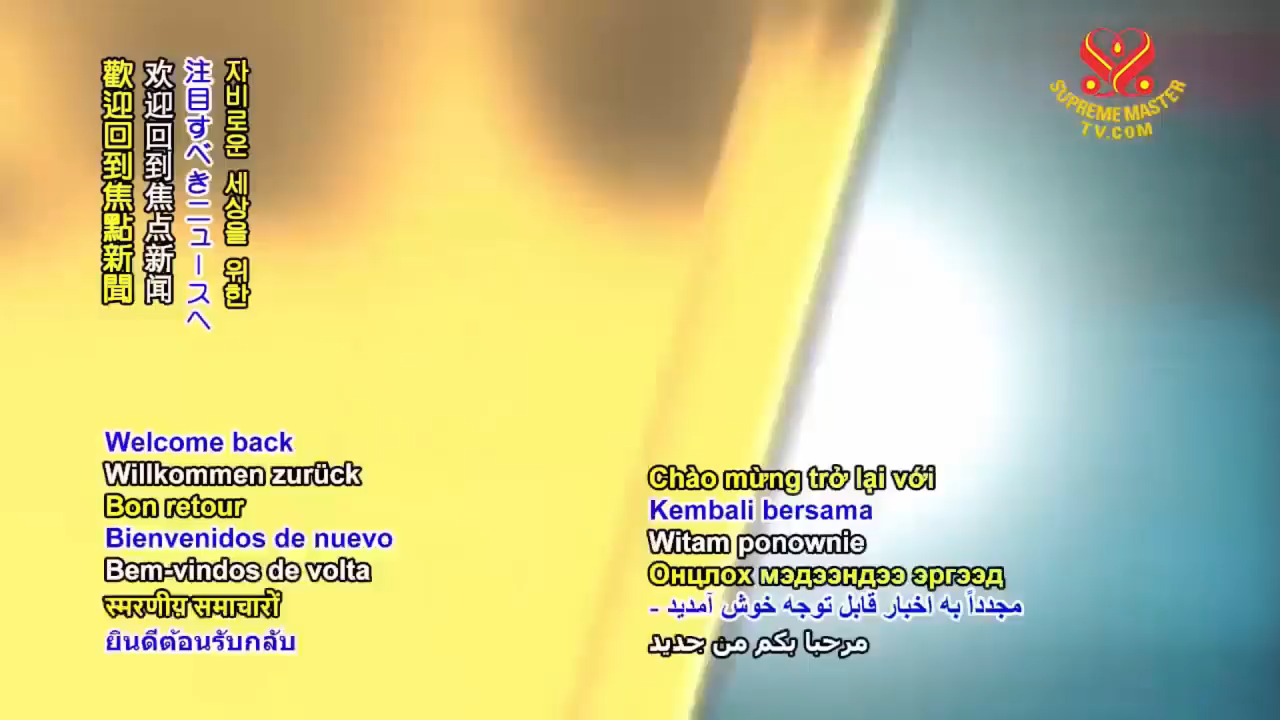 歡迎回到焦點新聞
欢迎回到焦点新闻
注目すべきニュースへ
자비로운 세상을 위한
SUPREME MASTER
TV.COM
Welcome back
Willkommen zurück
Bon retour
Bienvenidos de nuevo
Bem-vindos de volta
स्मरणीय़ समाचारों
ยินดีต้อนรับกลับ
Chào mừng trở lại với
Kembali bersama
Witam ponownie
Онцлох мэдээндээ эргээд
مجدداً به اخبار قابل توجه خوش آمدید -
مرحبا بكم من جديد